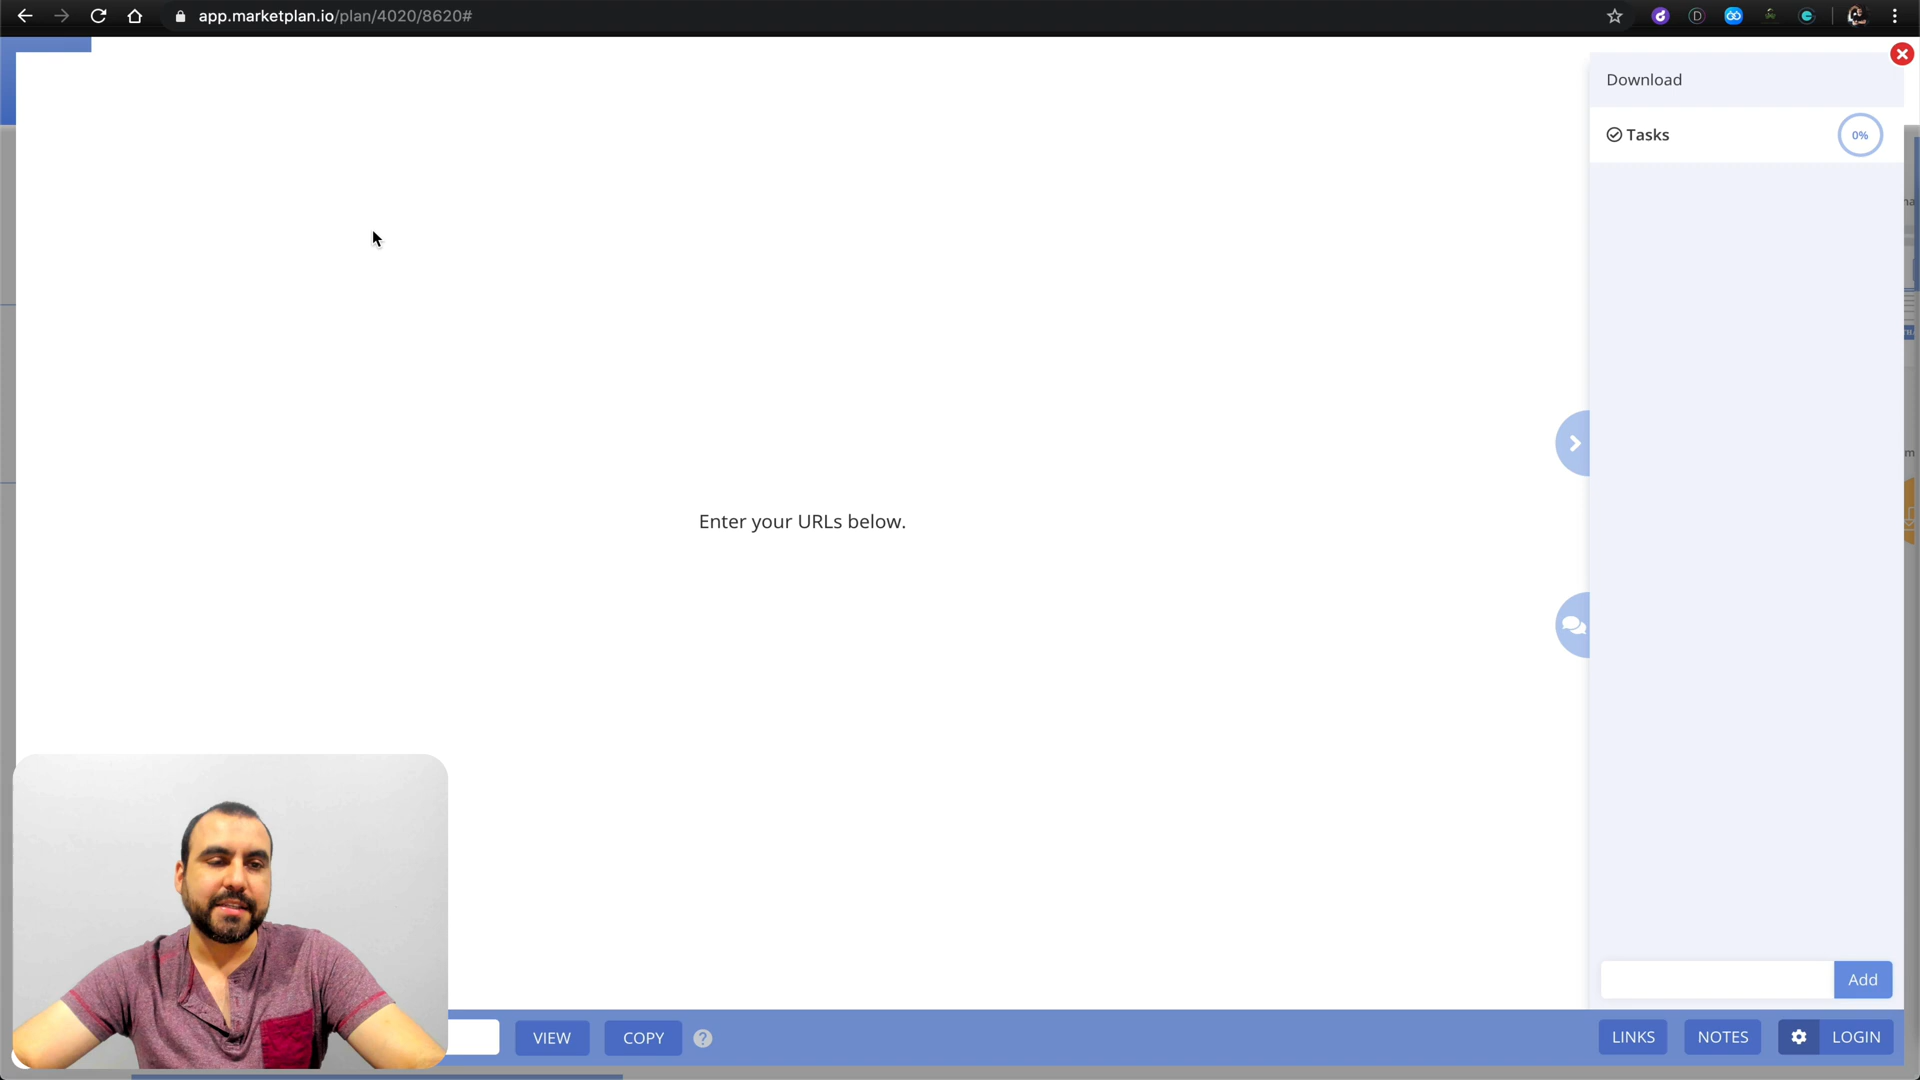 app.marketplan.io/plan/4020/8620#
Download
Tasks
0%
Enter your URLs below.
Add
VIEW
COPY
?
LINKS
NOTES
LOGIN